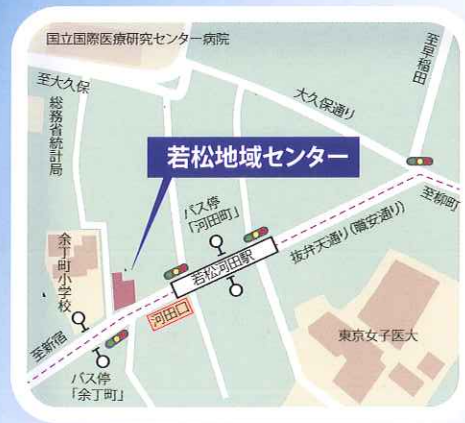 国立国際医療研究センター病院
至早稲田
至大久保
大久保通り
総務省統計局
若松地域センター
至柳町
バス停
「河田町」
抜弁天通り(職安通り)
若松河田駅
余丁町小学校
河田口
東京女子医大
至新宿
バス停
「余丁町」